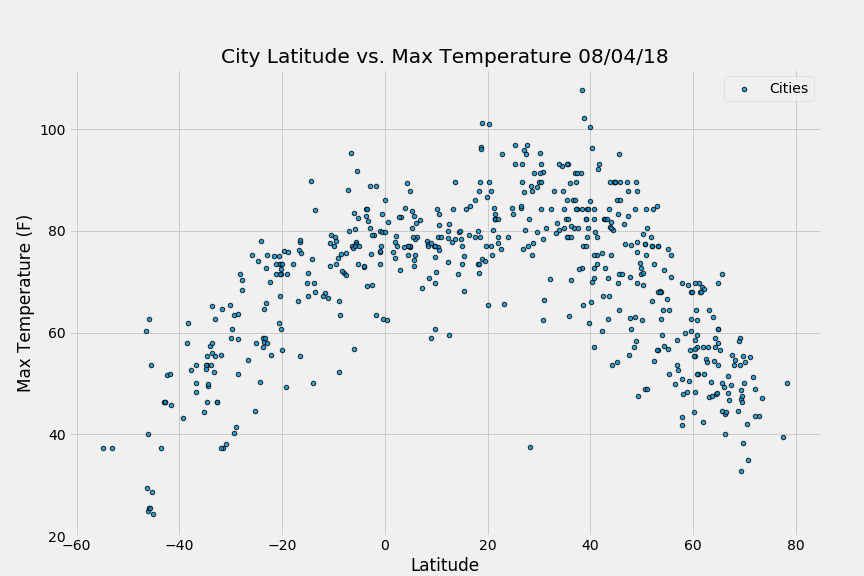 City Latitude vs. Max Temperature 08/04/18
Cities
Max Temperature (F)
100
80
60
40
20
−60 −40 −20 0 20 40 60 80
Latitude